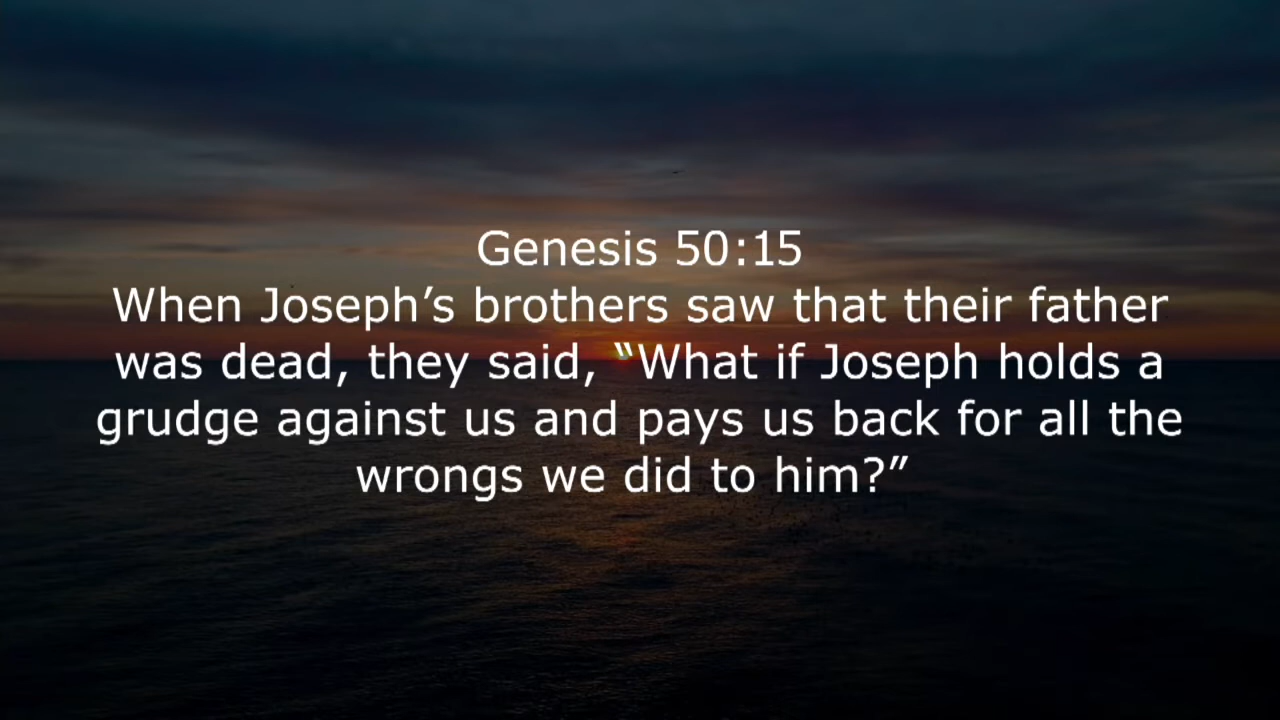 Genesis 50:15
When Joseph’s brothers saw that their father
was dead, they said, “What if Joseph holds a
grudge against us and pays us back for all the
wrongs we did to him?”